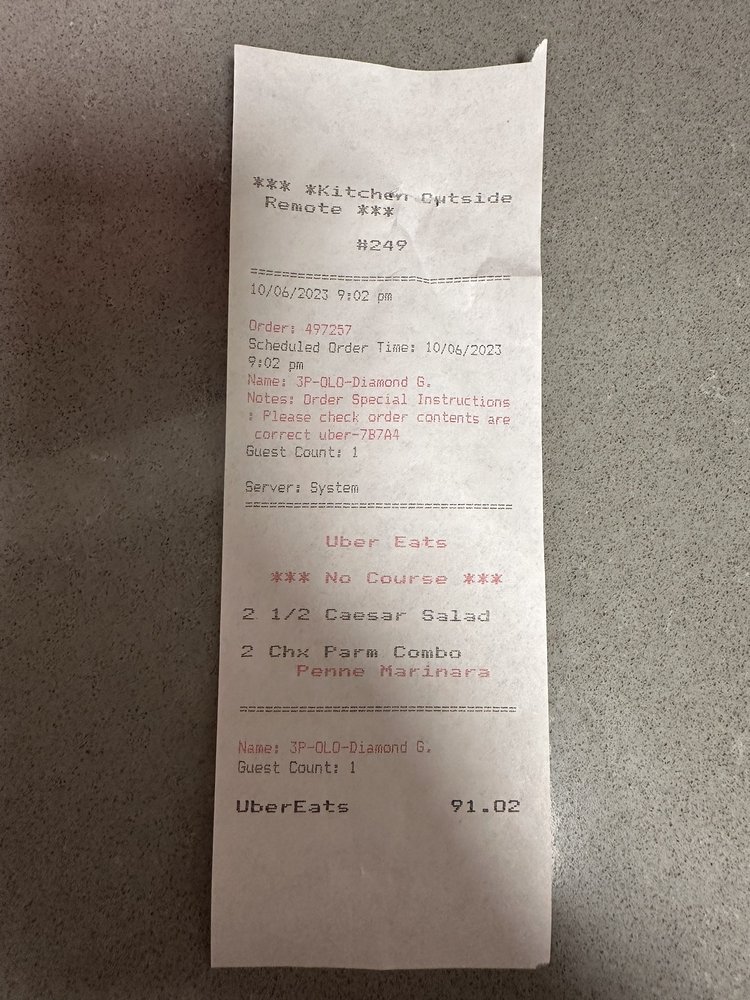 *** *Kitchen Outside
Remote ***
#249
========================================
10/06/2023 9:02 pm
Order: 497257
Scheduled Order Time: 10/06/2023
9:02 pm
Name: 3P-OLO-Diamond G.
Notes: Order Special Instructions
: Please check order contents are
correct uber-7B7A4
Guest Count: 1
Server: System
========================================
Uber Eats
*** No Course ***
2 1/2 Caesar Salad
2 Chx Parm Combo
Penne Marinara
========================================
Name: 3P-OLO-Diamond G.
Guest Count: 1
UberEats 91.02